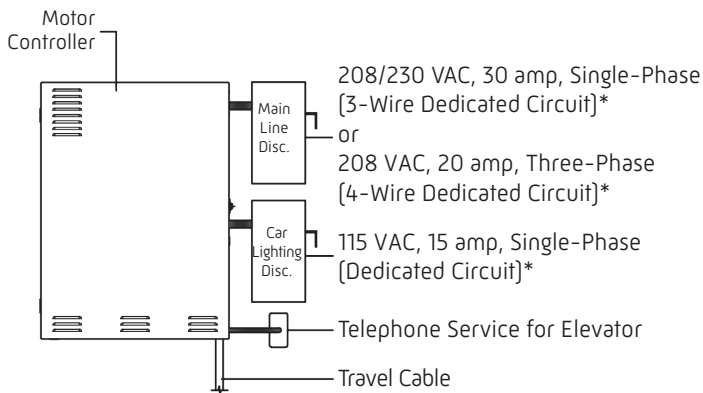 Motor
Controller
Main
Line
Disc.
208/230 VAC, 30 amp, Single-Phase
(3-Wire Dedicated Circuit)*
or
208 VAC, 20 amp, Three-Phase
(4-Wire Dedicated Circuit)*
Car
Lighting
Disc.
115 VAC, 15 amp, Single-Phase
(Dedicated Circuit)*
Telephone Service for Elevator
Travel Cable